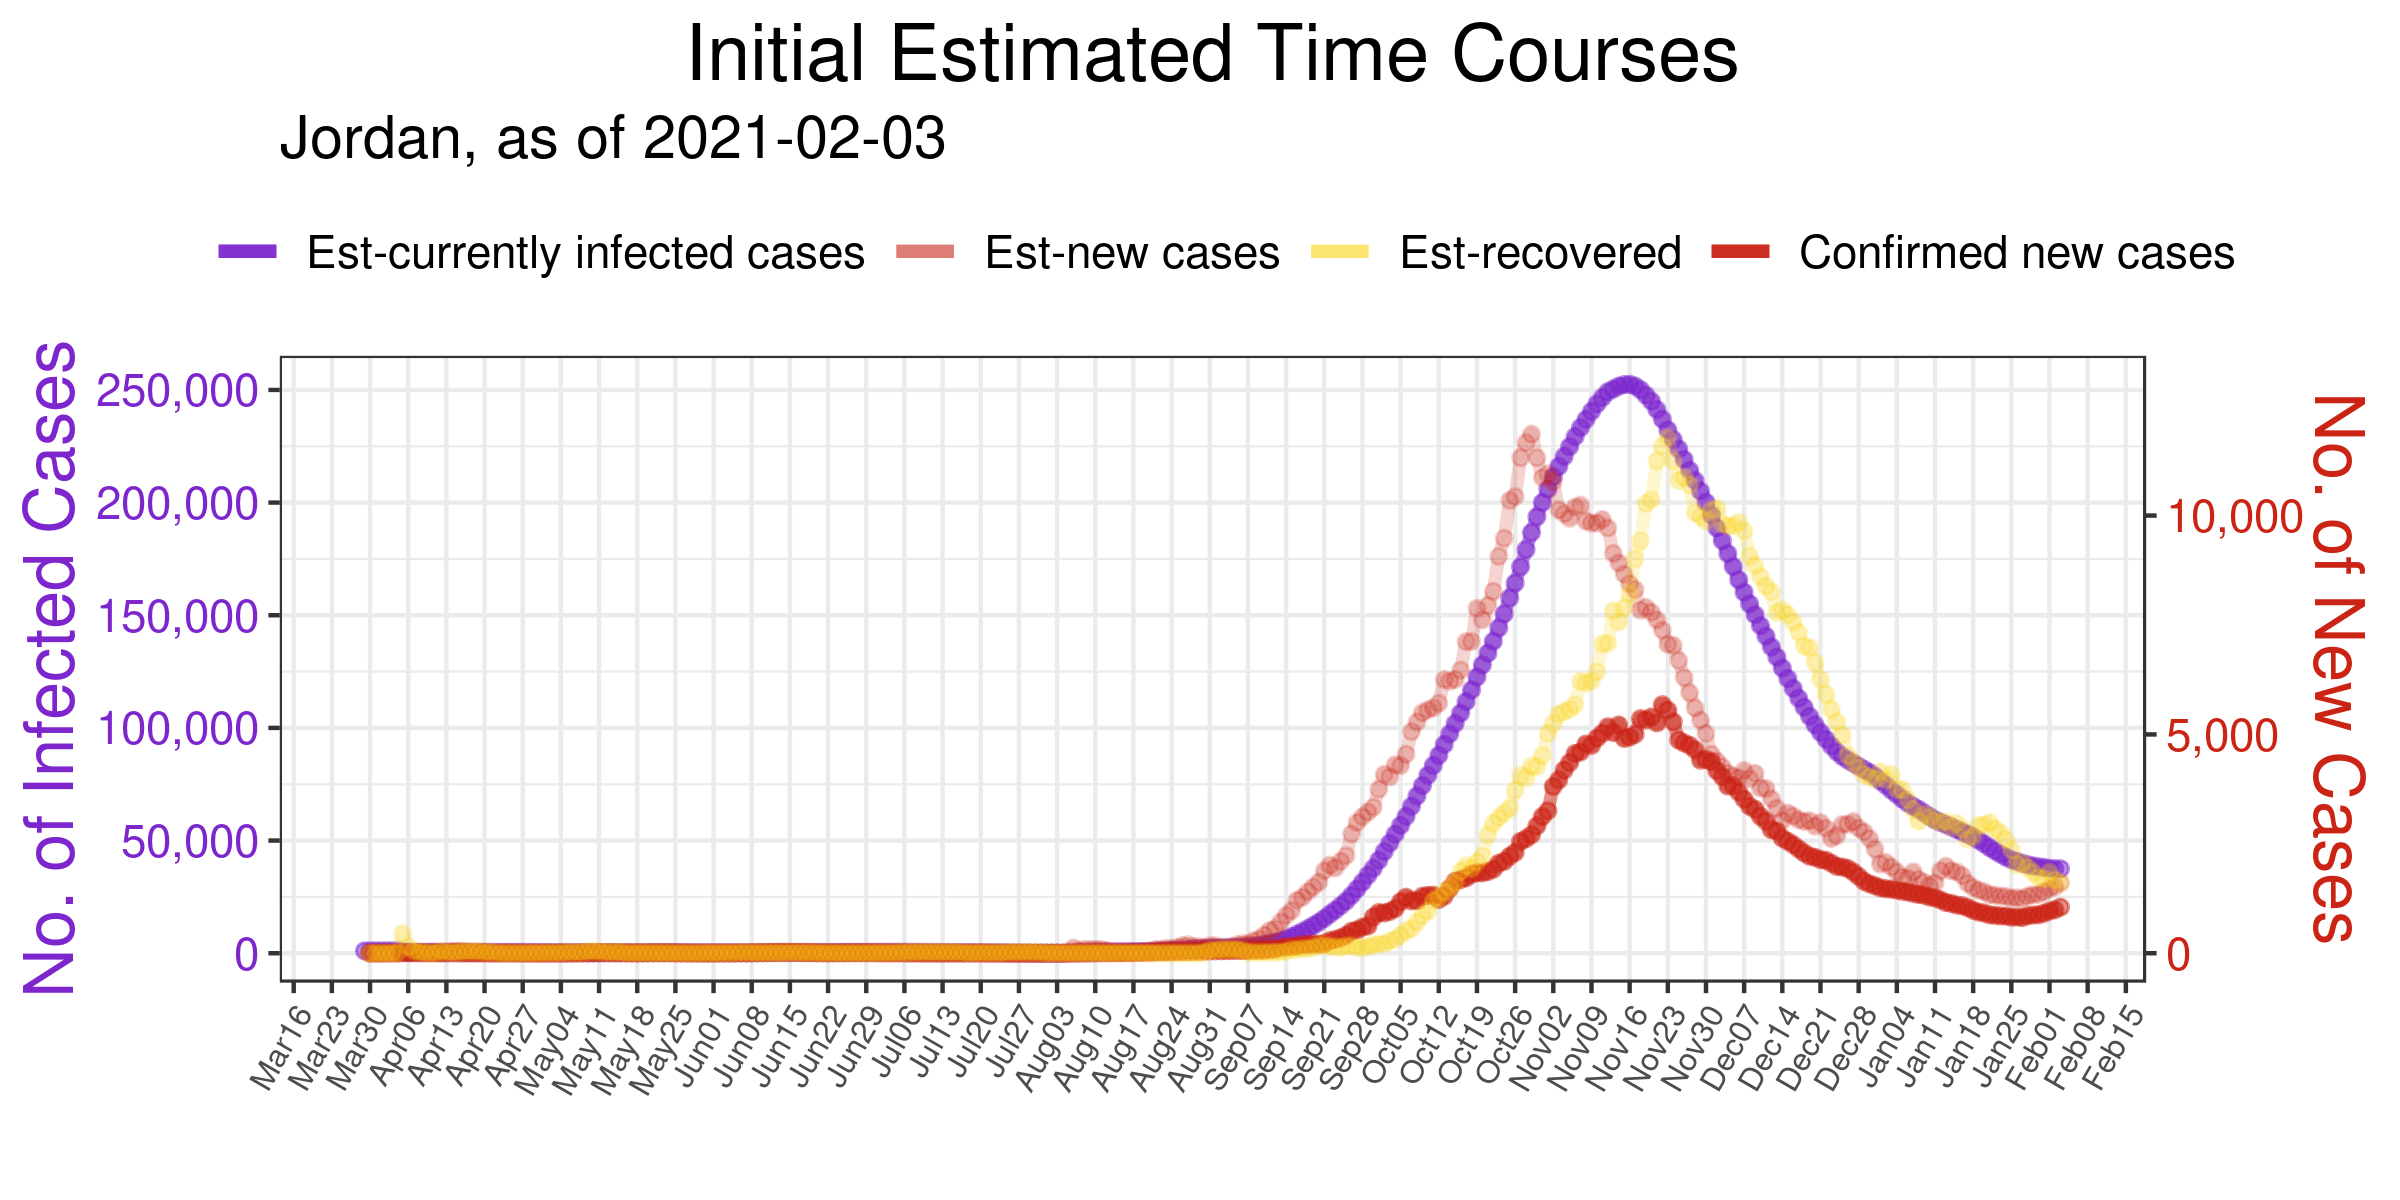 Initial Estimated Time Courses
Jordan, as of 2021-02-03
Est-currently infected cases Est-new cases Est-recovered Confirmed new cases
No. of Infected Cases
250,000
200,000
150,000
100,000
50,000
0
10,000
5,000
0
No. of New Cases
Mar16 Mar23 Mar30 Apr06 Apr13 Apr20 Apr27 May04 May11 May18 May25 Jun01 Jun08 Jun15 Jun22 Jun29 Jul06 Jul13 Jul20 Jul27 Aug03 Aug10 Aug17 Aug24 Aug31 Sep07 Sep14 Sep21 Sep28 Oct05 Oct12 Oct19 Oct26 Nov02 Nov09 Nov16 Nov23 Nov30 Dec07 Dec14 Dec21 Dec28 Jan04 Jan11 Jan18 Jan25 Feb01 Feb08 Feb15